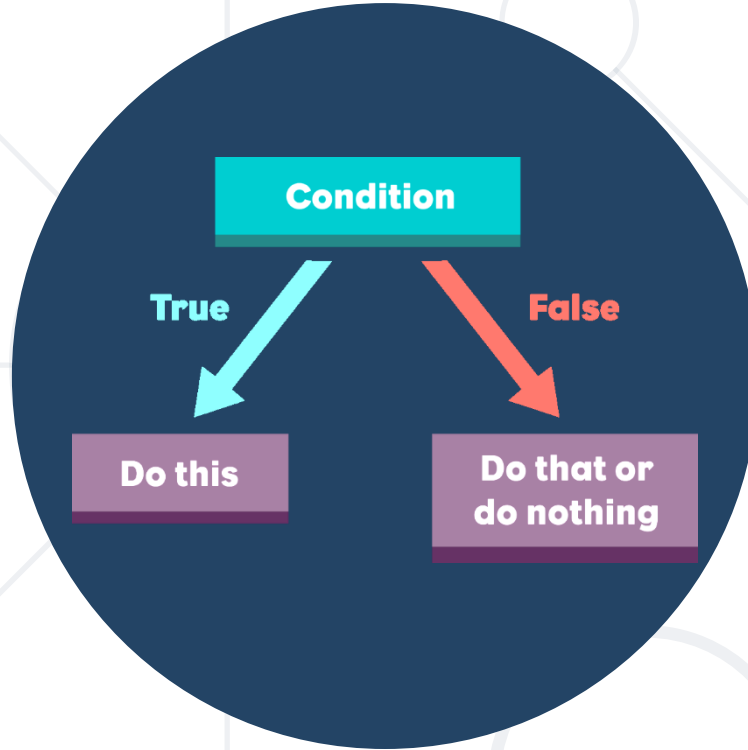 Condition
True
False
Do this
Do that or
do nothing